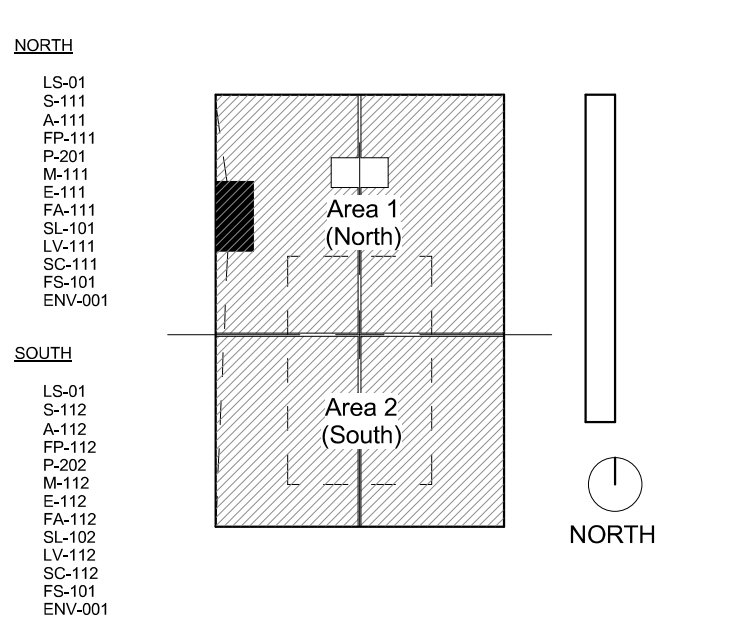 NORTH
LS-01
S-111
A-111
FP-111
P-201
M-111
E-111
FA-111
SL-101
LV-111
SC-111
FS-101
ENV-001
SOUTH
LS-01
S-112
A-112
FP-112
P-202
M-112
E-112
FA-112
SL-102
LV-112
SC-112
FS-101
ENV-001
Area 1
(North)
Area 2
(South)
NORTH